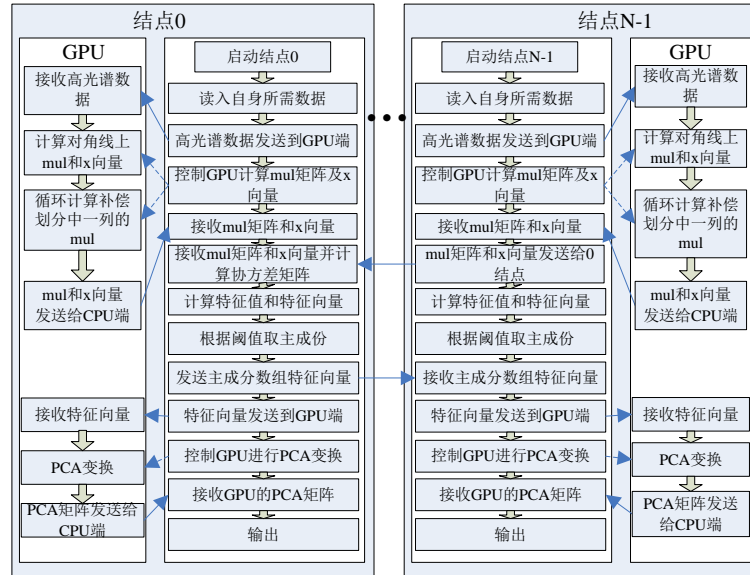 结点0
GPU
接收高光谱数
据
计算对角线上
mul和x向量
循环计算补偿
划分中一列的
mul
mul和x向量
发送给CPU端
接收特征向量
PCA变换
PCA矩阵发送给
CPU端
启动结点0
读入自身所需数据
高光谱数据发送到GPU端
控制GPU计算mul矩阵及x
向量
接收mul矩阵和x向量
接收mul矩阵和x向量并计
算协方差矩阵
计算特征值和特征向量
根据阈值取主成份
发送主成分数组特征向量
特征向量发送到GPU端
控制GPU进行PCA变换
接收GPU的PCA矩阵
输出
结点N-1
启动结点N-1
读入自身所需数据
高光谱数据发送到GPU端
控制GPU计算mul矩阵及x
向量
接收mul矩阵和x向量
mul矩阵和x向量发送给0
结点
计算特征值和特征向量
根据阈值取主成份
接收主成分数组特征向量
特征向量发送到GPU端
控制GPU进行PCA变换
接收GPU的PCA矩阵
输出
GPU
接收高光谱数
据
计算对角线上
mul和x向量
循环计算补偿
划分中一列的
mul
mul和x向量
发送给CPU端
接收特征向量
PCA变换
PCA矩阵发送
给CPU端